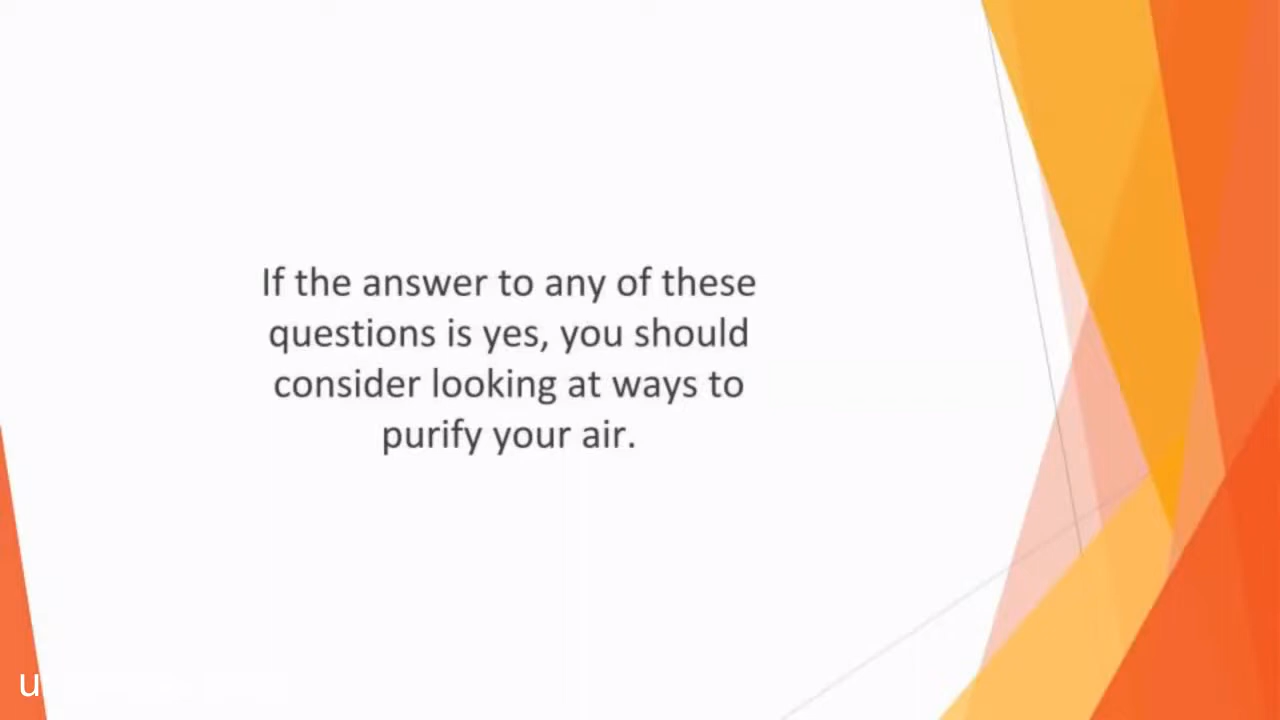 If the answer to any of these
questions is yes, you should
consider looking at ways to
purify your air.